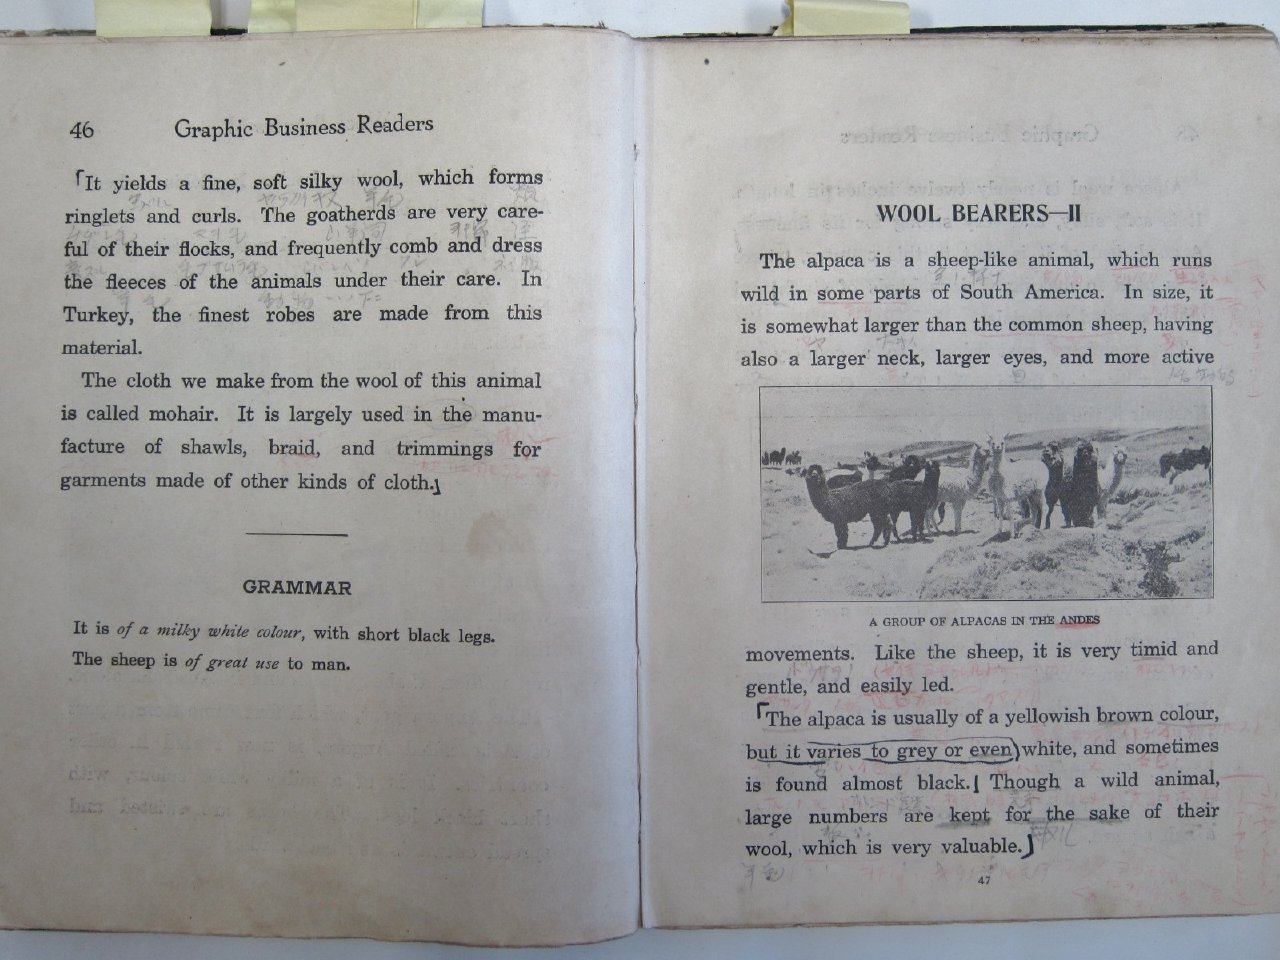 46 Graphic Business Readers
It yields a fine, soft silky wool, which forms
ringlets and curls. The goatherds are very care-
ful of their flocks, and frequently comb and dress
the fleeces of the animals under their care. In
Turkey, the finest robes are made from this
material.
The cloth we make from the wool of this animal
is called mohair. It is largely used in the manu-
facture of shawls, braid, and trimmings for
garments made of other kinds of cloth.
GRAMMAR
It is of a milky white colour, with short black legs.
The sheep is of great use to man.
WOOL BEARERS—II
The alpaca is a sheep-like animal, which runs
wild in some parts of South America. In size, it
is somewhat larger than the common sheep, having
also a larger neck, larger eyes, and more active
A GROUP OF ALPACAS IN THE ANDES
movements. Like the sheep, it is very timid and
gentle, and easily led.
The alpaca is usually of a yellowish brown colour,
but it varies to grey or even) white, and sometimes
is found almost black. Though a wild animal,
large numbers are kept for the sake of their
wool, which is very valuable.
47